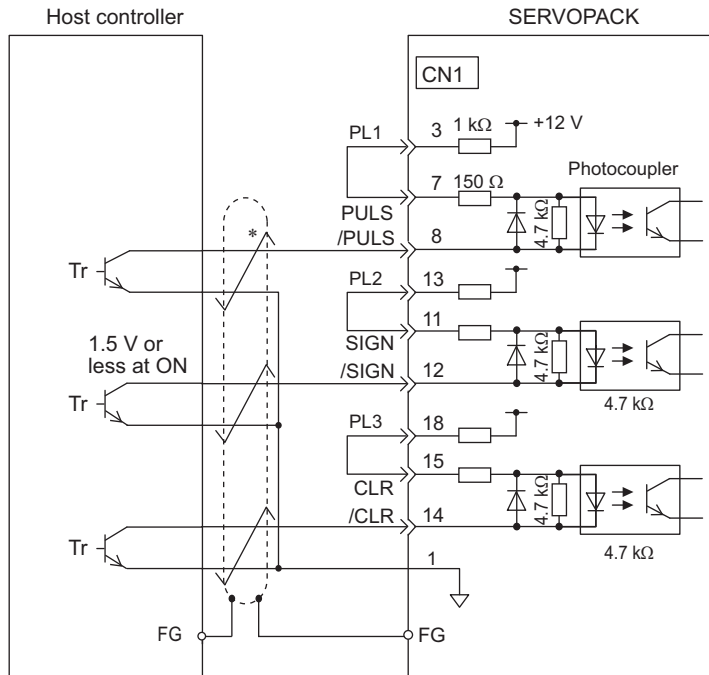 Host controller
SERVOPACK
CN1
PL1
3
1 kΩ
+12 V
Photocoupler
7
150 Ω
PULS
*
/PULS
8
4.7 kΩ
Tr
PL2
13
11
SIGN
1.5 V or
less at ON
/SIGN
12
4.7 kΩ
4.7 kΩ
Tr
PL3
18
15
CLR
/CLR
14
4.7 kΩ
4.7 kΩ
Tr
1
FG
FG